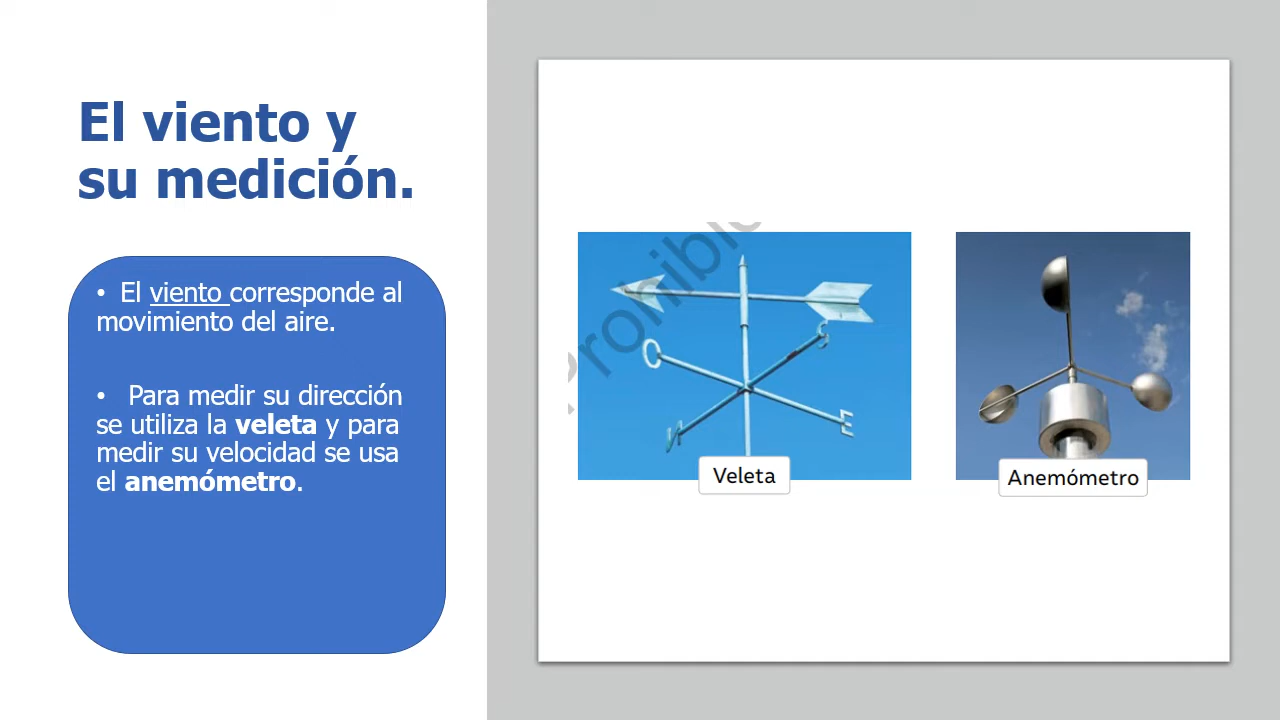 El viento y
su medición.
• El viento corresponde al
movimiento del aire.
• Para medir su dirección
se utiliza la veleta y para
medir su velocidad se usa
el anemómetro.
O
S
N
E
Veleta
Anemómetro